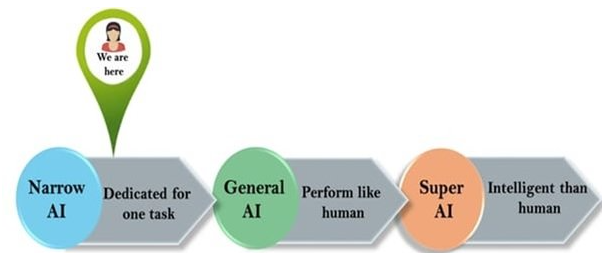 We are
here
Narrow
AI
Dedicated for
one task
General
AI
Perform like
human
Super
AI
Intelligent than
human